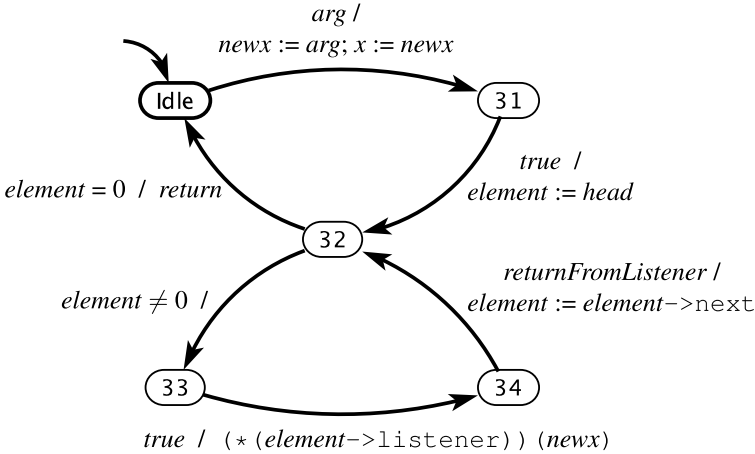 arg /
newx := arg; x := newx
Idle
31
true /
element := head
element = 0 / return
32
returnFromListener /
element := element->next
element ≠ 0 /
33
34
true / (*(element->listener))(newx)